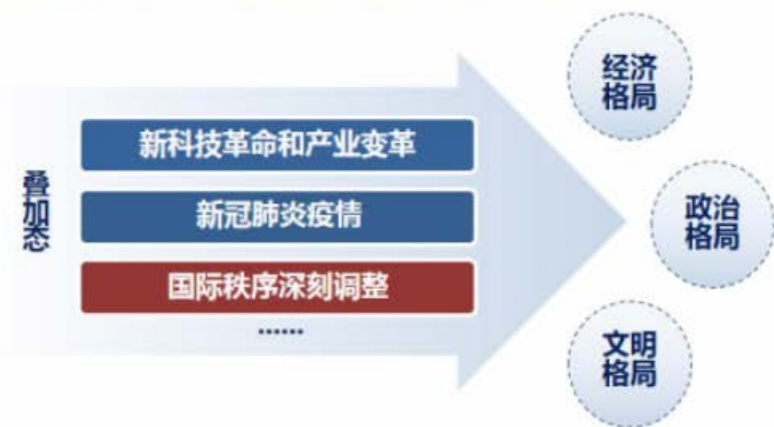 叠加态
新科技革命和产业变革
新冠肺炎疫情
国际秩序深刻调整
······
经济
格局
政治
格局
文明
格局